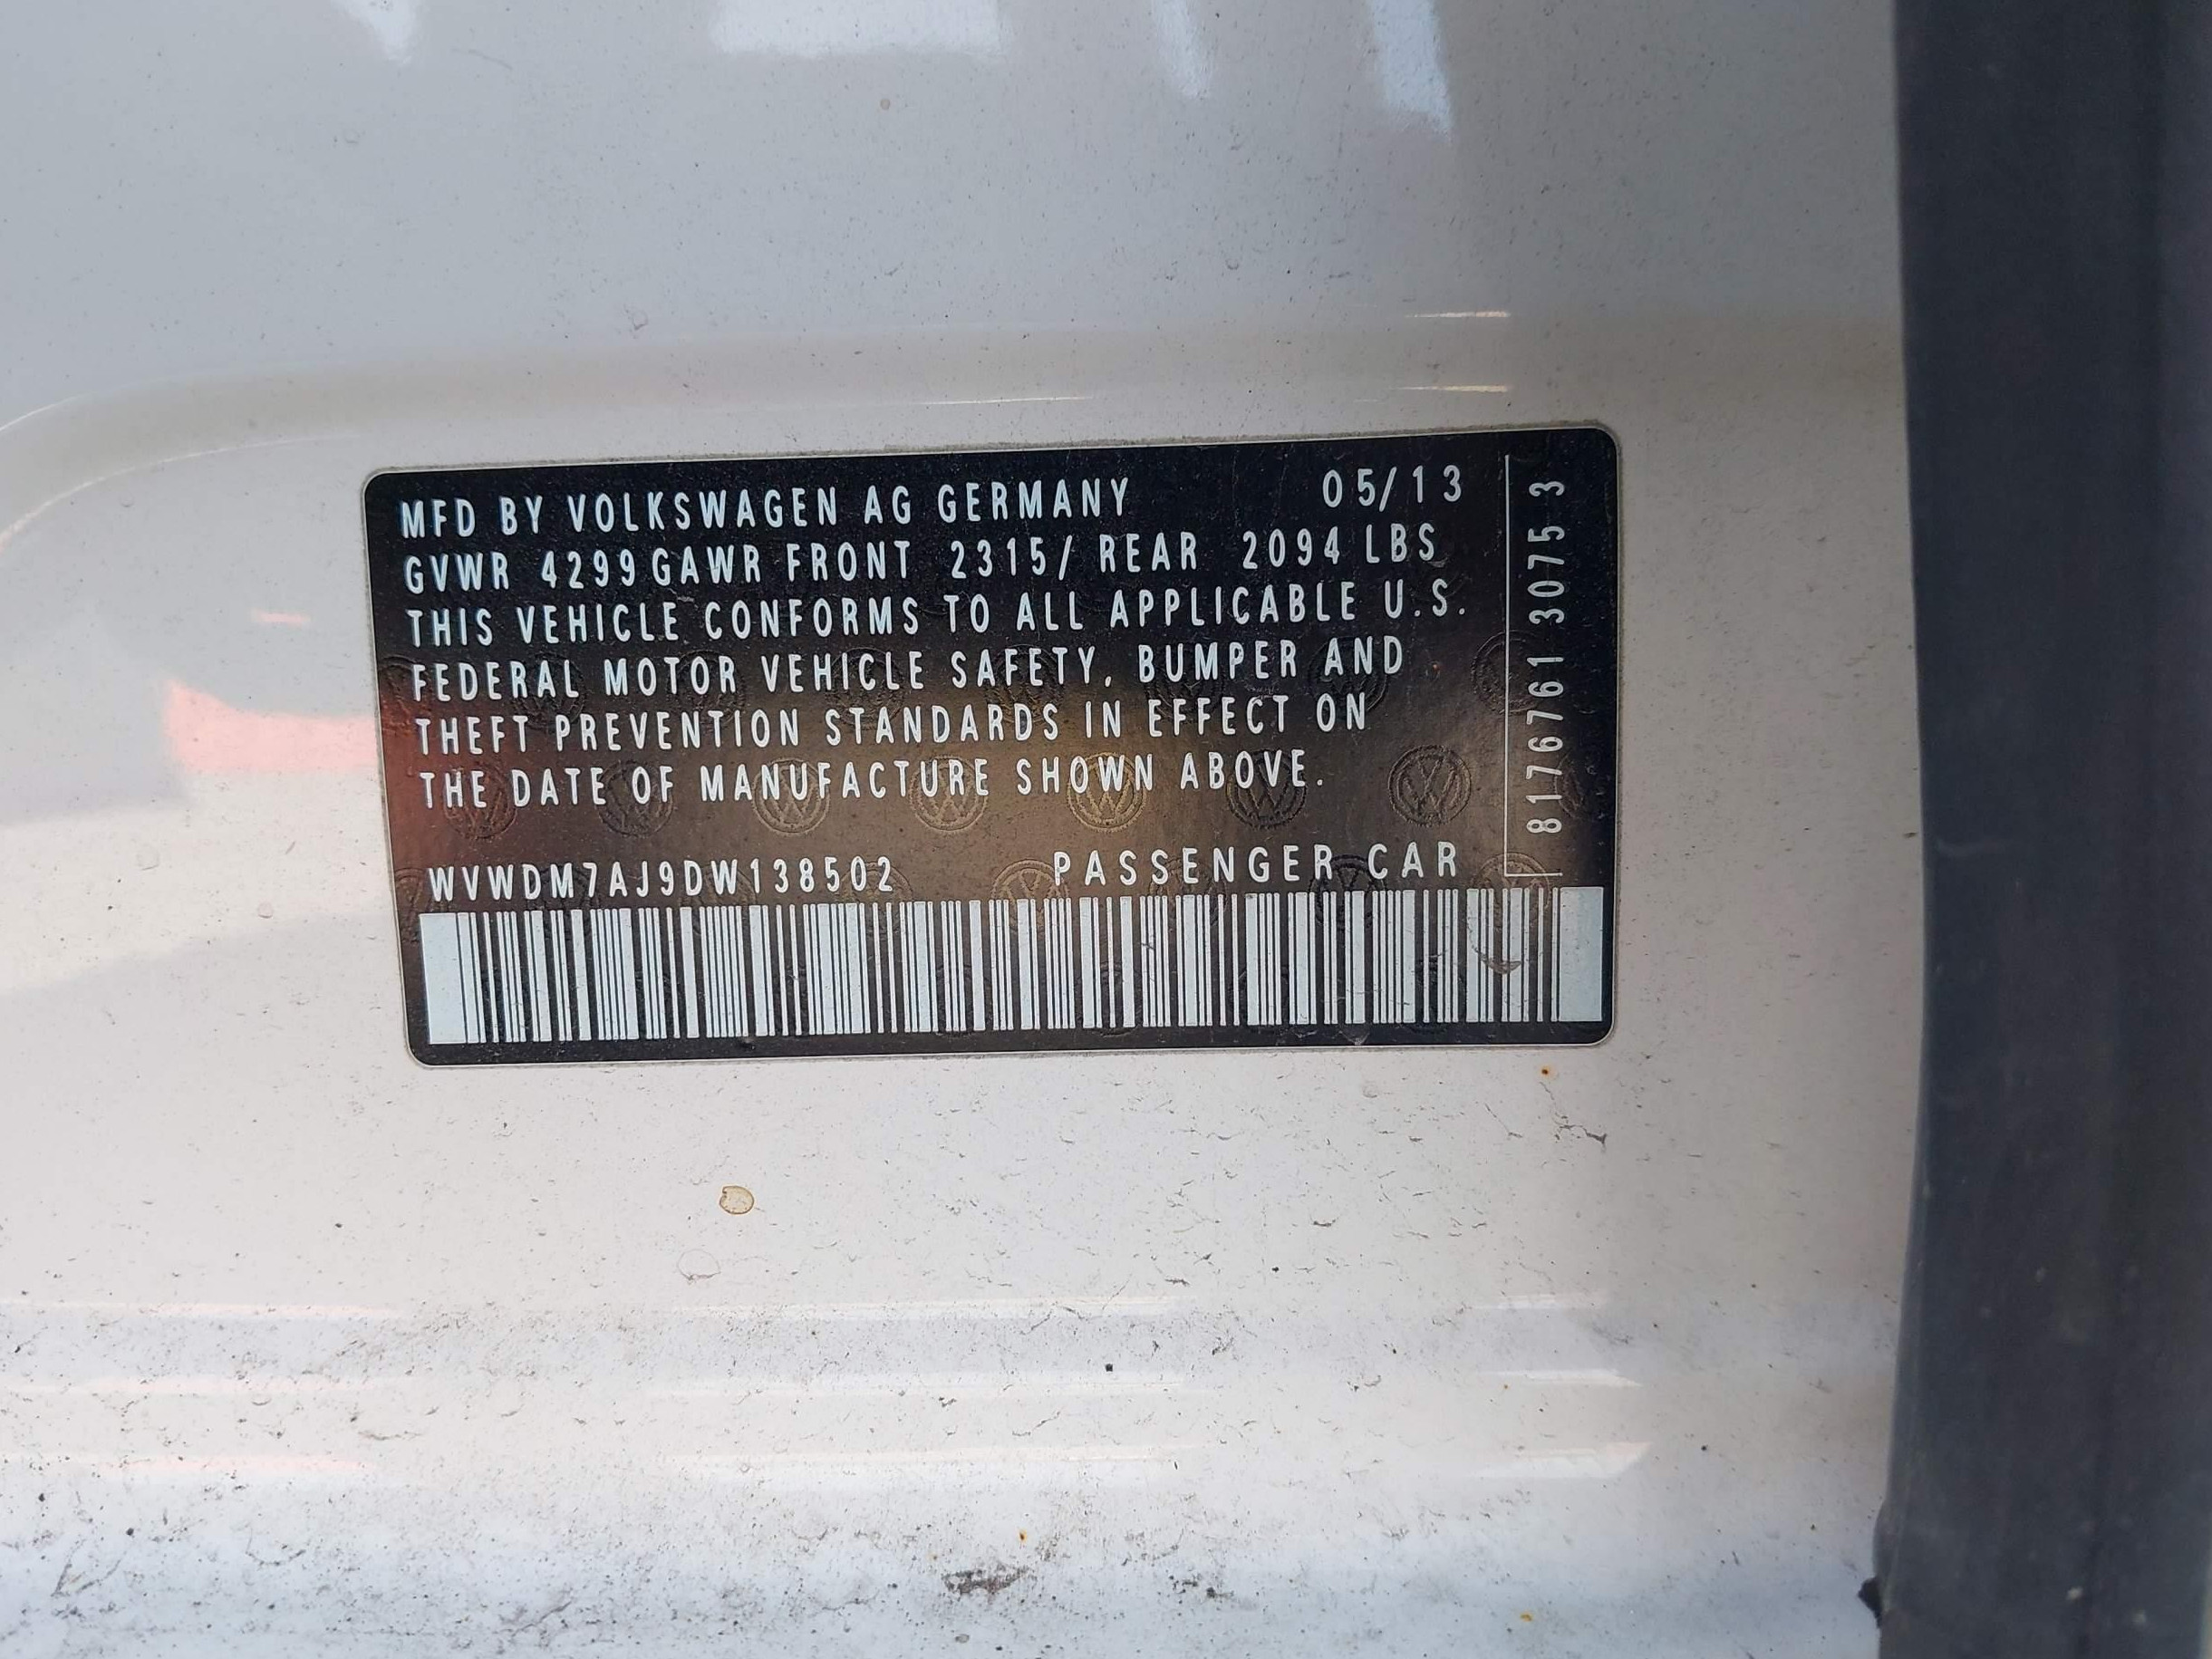 MFD BY VOLKSWAGEN AG GERMANY 05/13
GVWR 4299 GAWR FRONT 2315/ REAR 2094 LBS
THIS VEHICLE CONFORMS TO ALL APPLICABLE U.S.
FEDERAL MOTOR VEHICLE SAFETY, BUMPER AND
THEFT PREVENTION STANDARDS IN EFFECT ON
THE DATE OF MANUFACTURE SHOWN ABOVE.
WVWDM7AJ9DW138502 PASSENGER CAR
8176761 3075 3